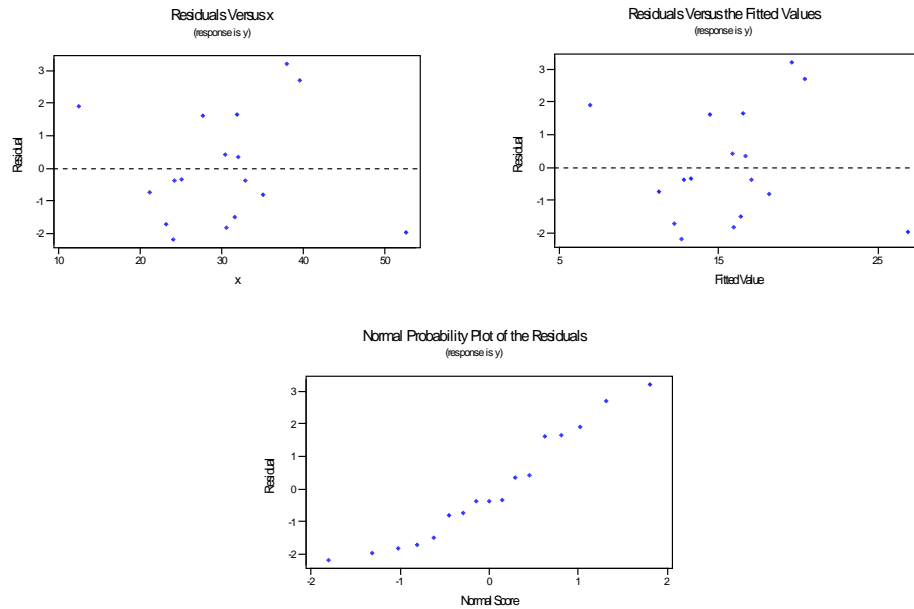 Residuals Versus x
(response is y)
3
2
1
0
-1
-2
Residual
10
20
30
40
50
x
Residuals Versus the Fitted Values
(response is y)
3
2
1
0
-1
-2
Residual
5
15
25
Fitted Value
Normal Probability Plot of the Residuals
(response is y)
3
2
1
0
-1
-2
Residual
-2
-1
0
1
2
Normal Score